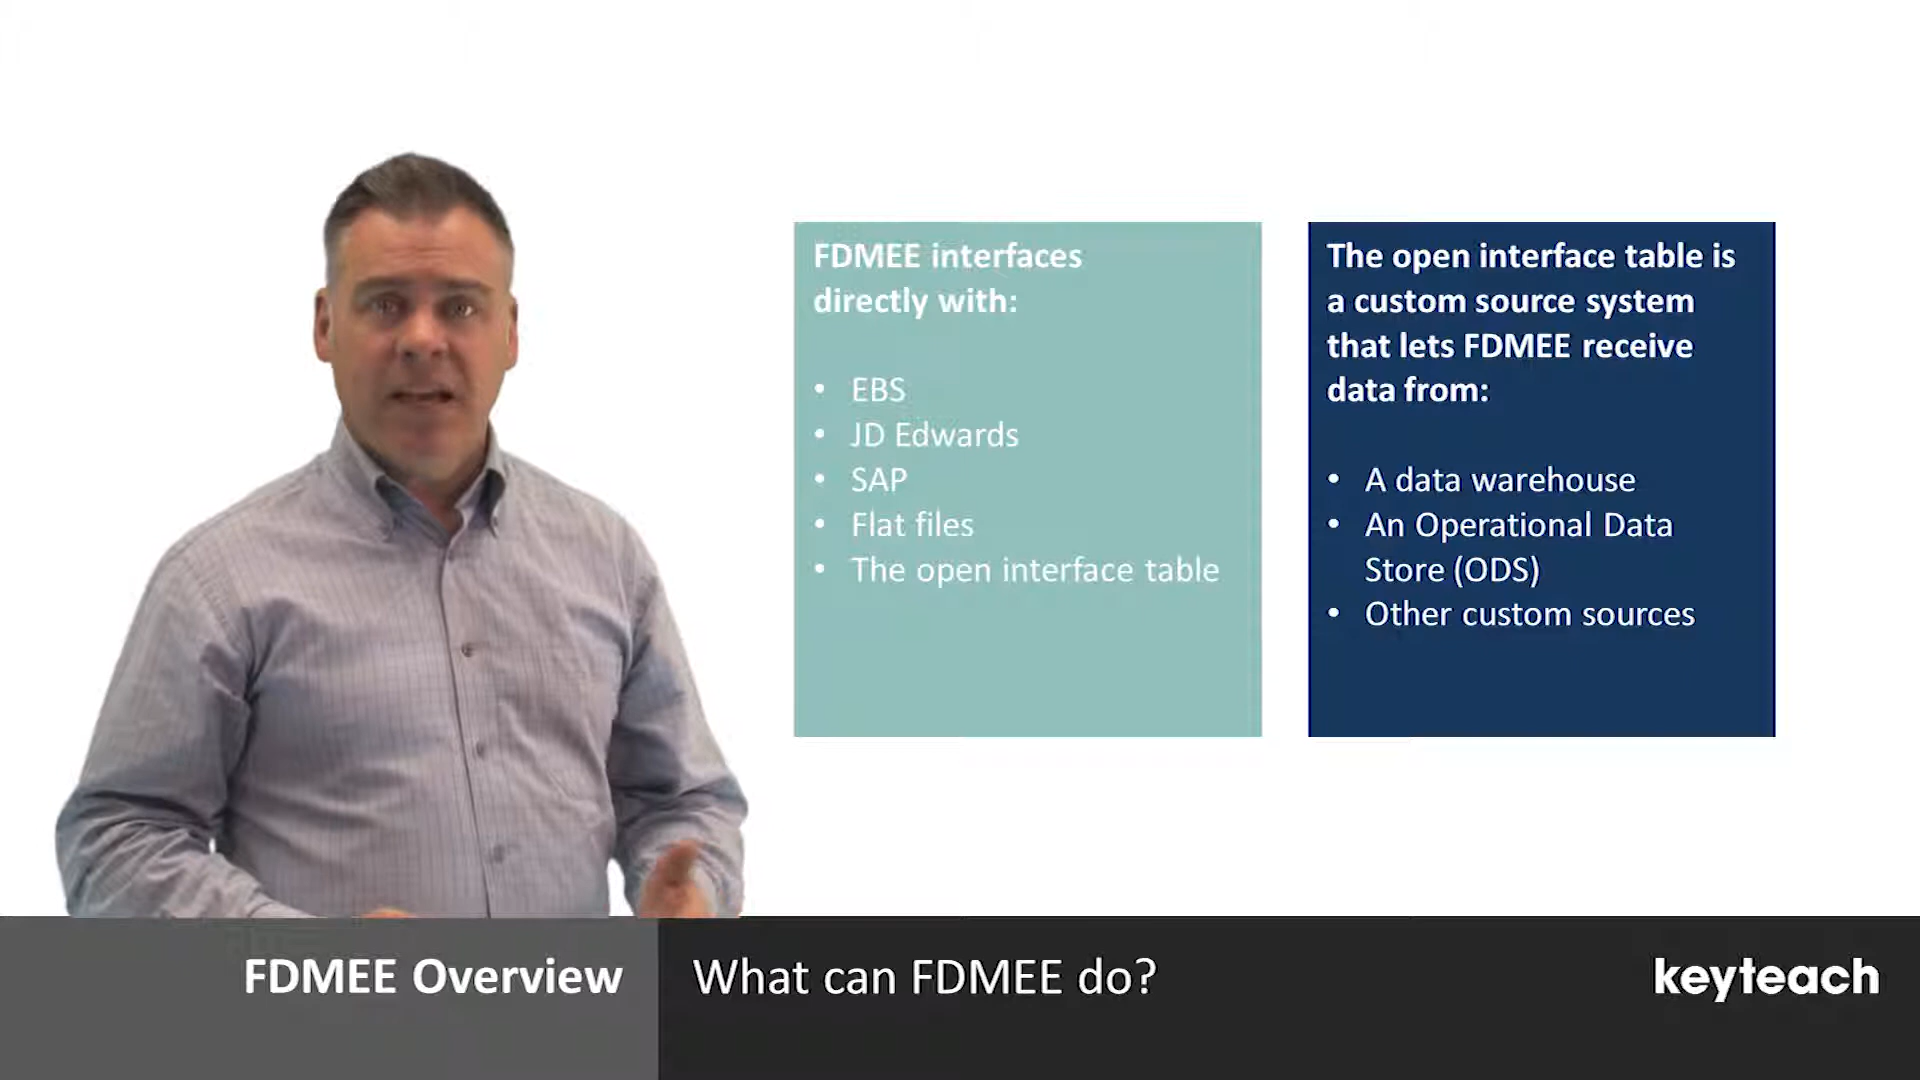 FDMEE interfaces
directly with:
• EBS
• JD Edwards
• SAP
• Flat files
• The open interface table
The open interface table is
a custom source system
that lets FDMEE receive
data from:
• A data warehouse
• An Operational Data
Store (ODS)
• Other custom sources
FDMEE Overview
What can FDMEE do?
keyteach